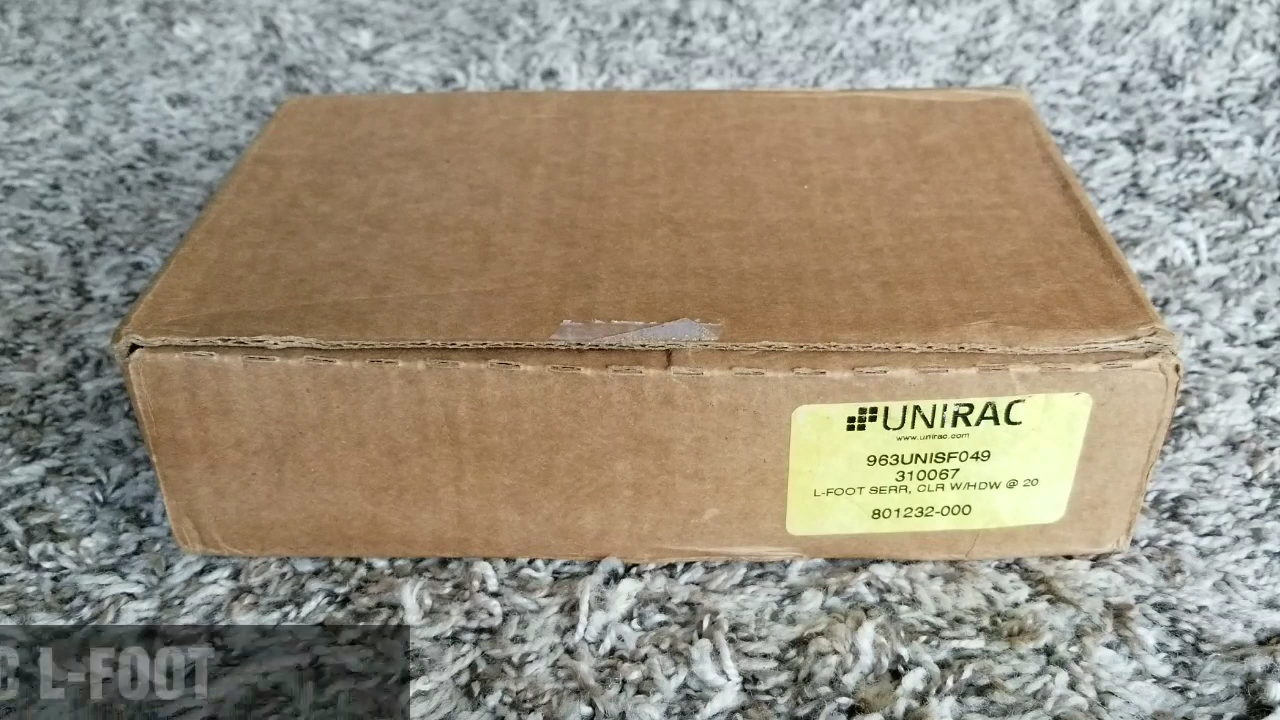 UNIRAC
www.unirac.com
963UNISF049
310067
L-FOOT SERR, CLR W/HDW @ 20
801232-000
C L-FOOT